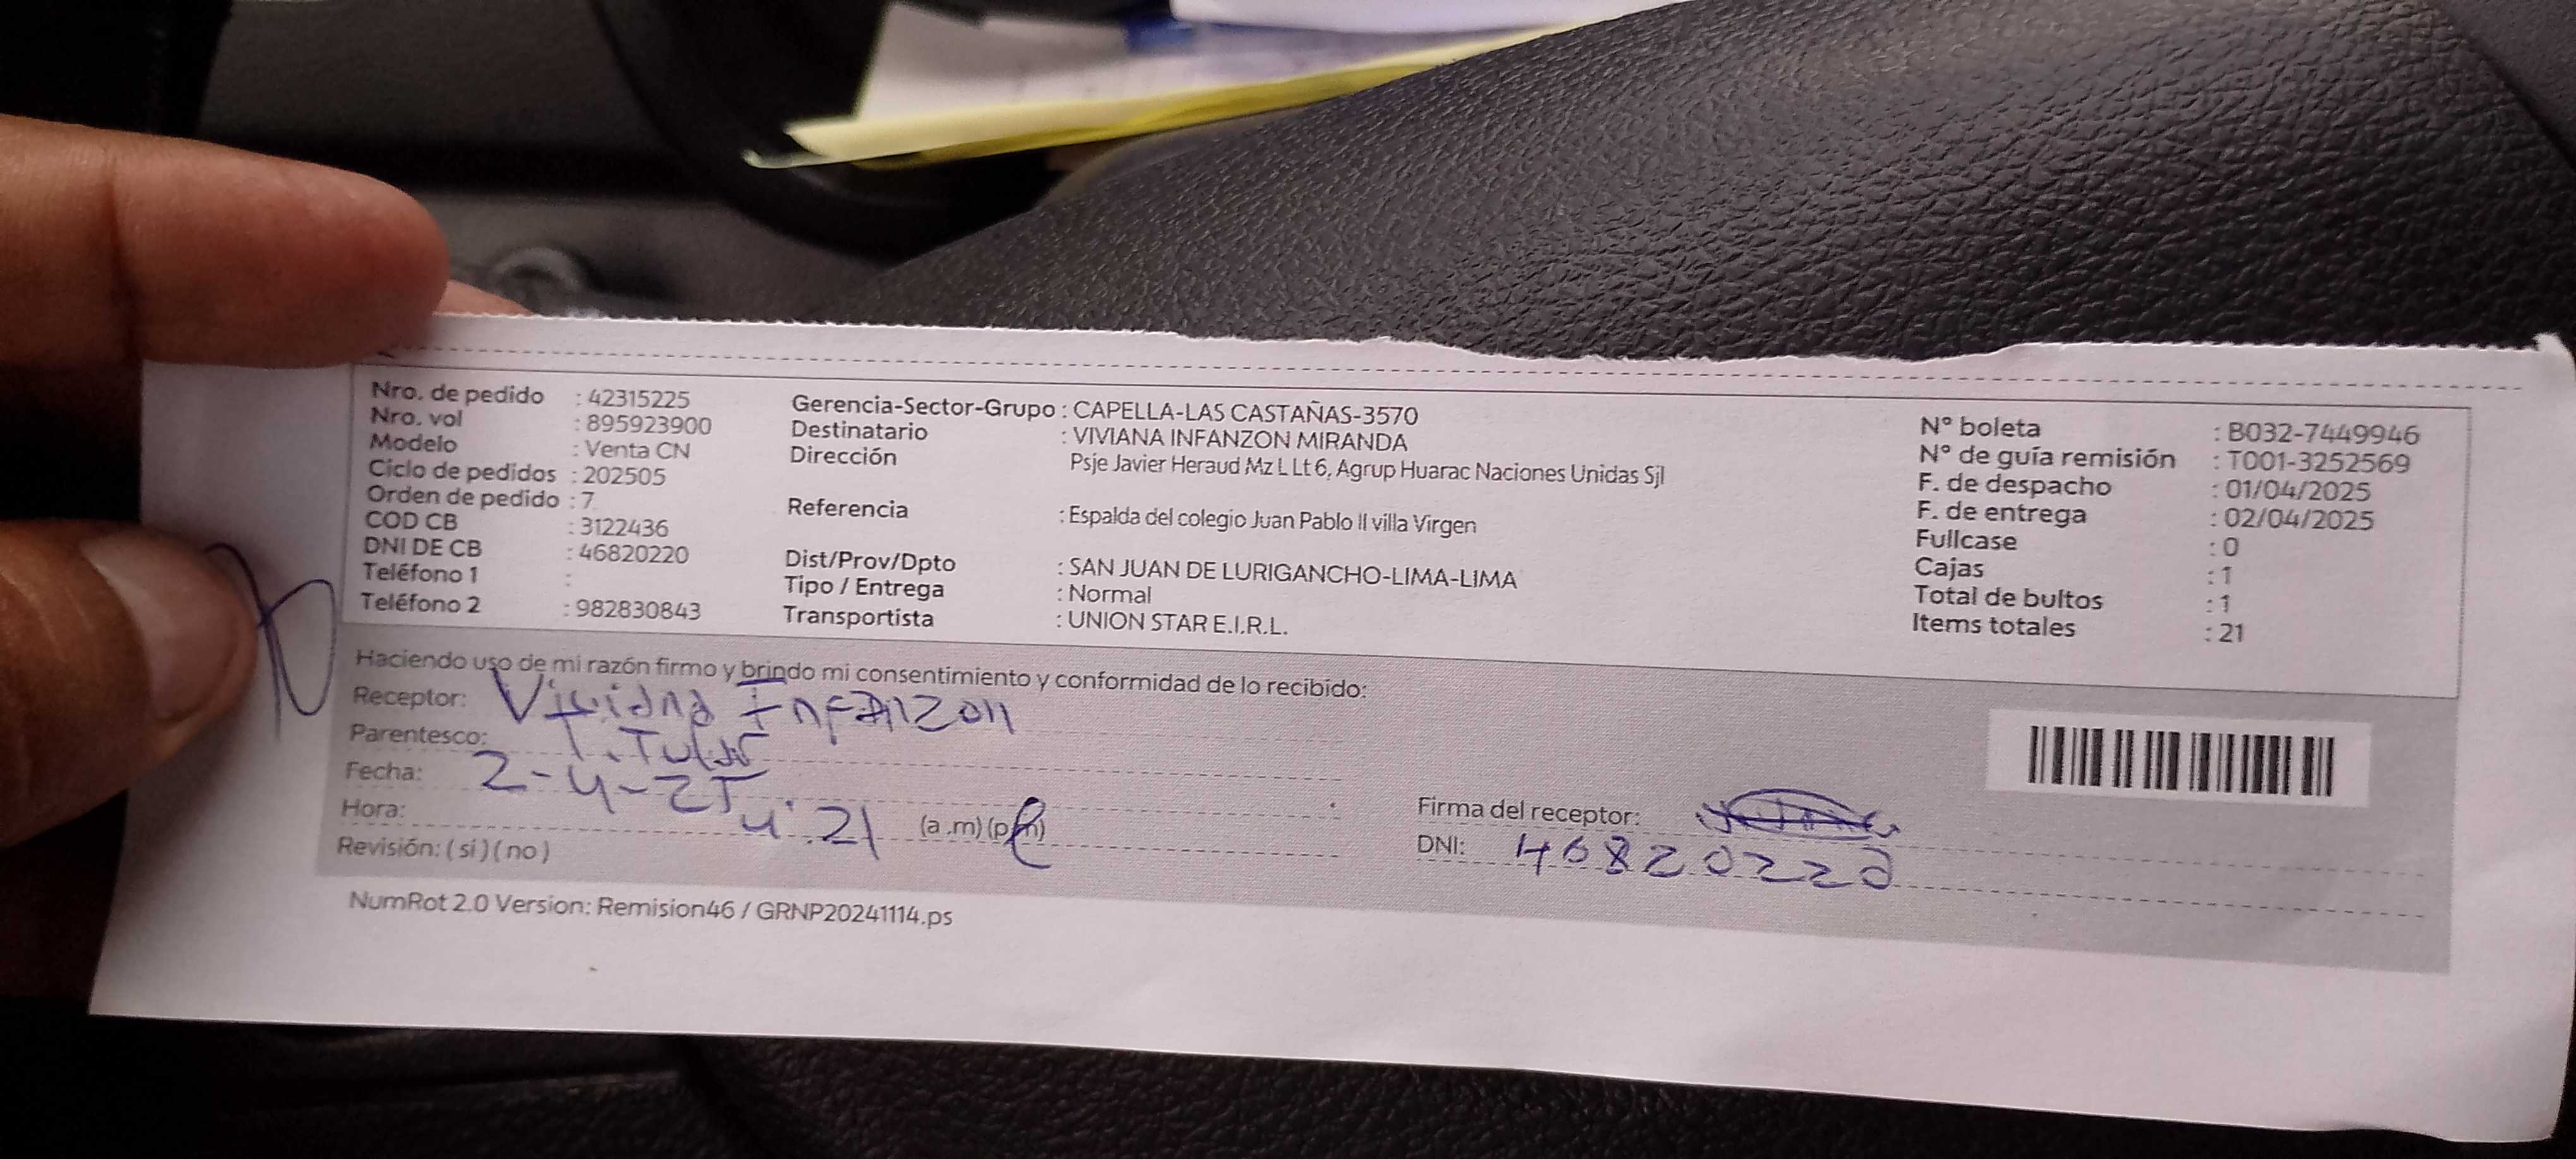 Nro. de pedido : 42315225
Nro. vol : 895923900
Modelo : Venta CN
Ciclo de pedidos : 202505
Orden de pedido : 7
COD CB : 3122436
DNI DE CB : 46820220
Teléfono 1 :
Teléfono 2 : 982830843
Gerencia-Sector-Grupo : CAPELLA-LAS CASTAÑAS-3570
Destinatario : VIVIANA INFANZON MIRANDA
Dirección Psje Javier Heraud Mz L Lt 6, Agrup Huarac Naciones Unidas Sjl
Referencia : Espalda del colegio Juan Pablo II villa Virgen
Dist/Prov/Dpto : SAN JUAN DE LURIGANCHO-LIMA-LIMA
Tipo / Entrega : Normal
Transportista : UNION STAR E.I.R.L.
N° boleta : B032-7449946
N° de guía remisión : T001-3252569
F. de despacho : 01/04/2025
F. de entrega : 02/04/2025
Fullcase : 0
Cajas : 1
Total de bultos : 1
Items totales : 21
Haciendo uso de mi razón firmo y brindo mi consentimiento y conformidad de lo recibido:
Receptor: Viviana Infanzon
Parentesco: Titular
Fecha: 2-4-25
Hora: 4:21 (a.m) (p.m)
Revisión: ( sí ) ( no )
Firma del receptor:
DNI: 46820220
NumRot 2.0 Version: Remision46 / GRNP20241114.ps